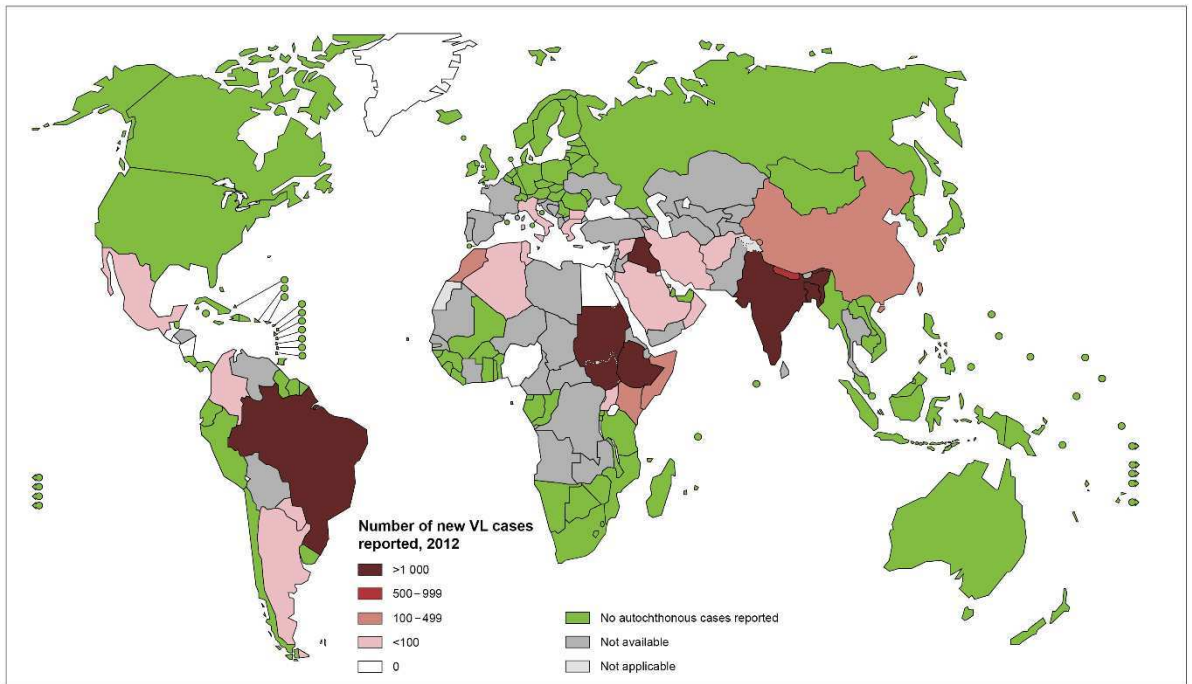 Number of new VL cases
reported, 2012
>1 000
500–999
100–499
<100
0
No autochthonous cases reported
Not available
Not applicable